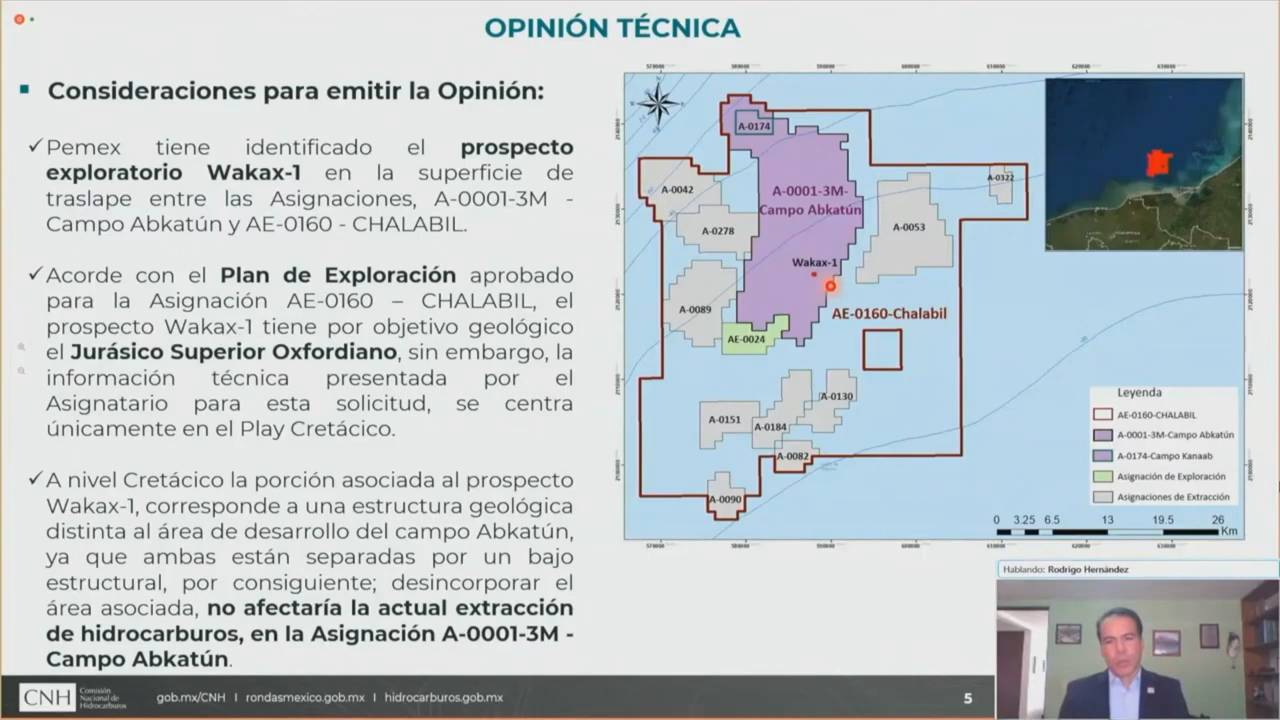 OPINIÓN TÉCNICA
Consideraciones para emitir la Opinión:
Pemex tiene identificado el prospecto
exploratorio Wakax-1 en la superficie de
traslape entre las Asignaciones, A-0001-3M -
Campo Abkatún y AE-0160 - CHALABIL.
Acorde con el Plan de Exploración aprobado
para la Asignación AE-0160 – CHALABIL, el
prospecto Wakax-1 tiene por objetivo geológico
el Jurásico Superior Oxfordiano, sin embargo, la
información técnica presentada por el
Asignatario para esta solicitud, se centra
únicamente en el Play Cretácico.
A nivel Cretácico la porción asociada al prospecto
Wakax-1, corresponde a una estructura geológica
distinta al área de desarrollo del campo Abkatún,
ya que ambas están separadas por un bajo
estructural, por consiguiente; desincorporar el
área asociada, no afectaría la actual extracción
de hidrocarburos, en la Asignación A-0001-3M -
Campo Abkatún.
A-0174
A-0042
A-0001-3M-
Campo Abkatún
A-0322
A-0278
A-0053
Wakax-1
A-0089
AE-0160-Chalabil
AE-0024
A-0130
A-0151
A-0184
A-0082
A-0090
Leyenda
AE-0160-CHALABIL
A-0001-3M-Campo Abkatún
A-0174-Campo Kanaab
Asignación de Exploración
Asignaciones de Extracción
0 3.25 6.5 13 19.5 26
Km
Hablando: Rodrigo Hernández
CNH
Comisión
Nacional de
Hidrocarburos
gob.mx/CNH I rondasmexico.gob.mx I hidrocarburos.gob.mx
5